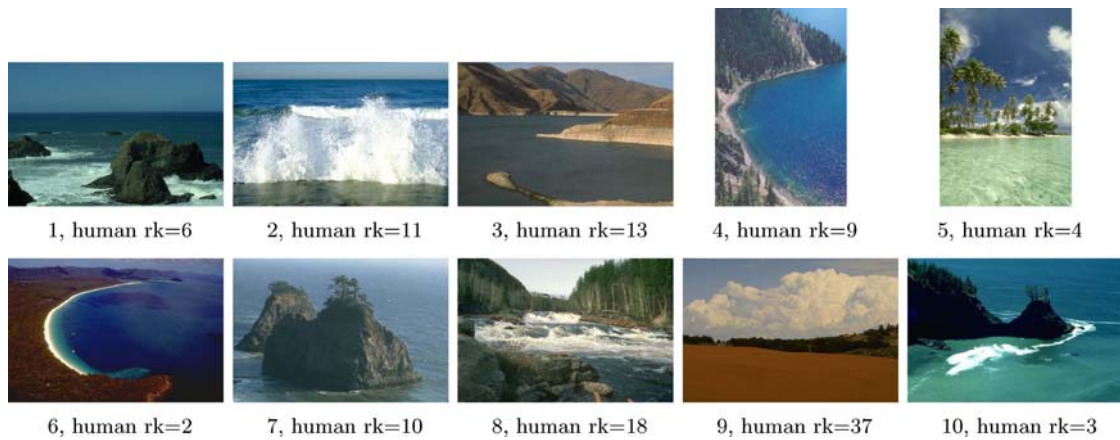 1, human rk=6
2, human rk=11
3, human rk=13
4, human rk=9
5, human rk=4
6, human rk=2
7, human rk=10
8, human rk=18
9, human rk=37
10, human rk=3